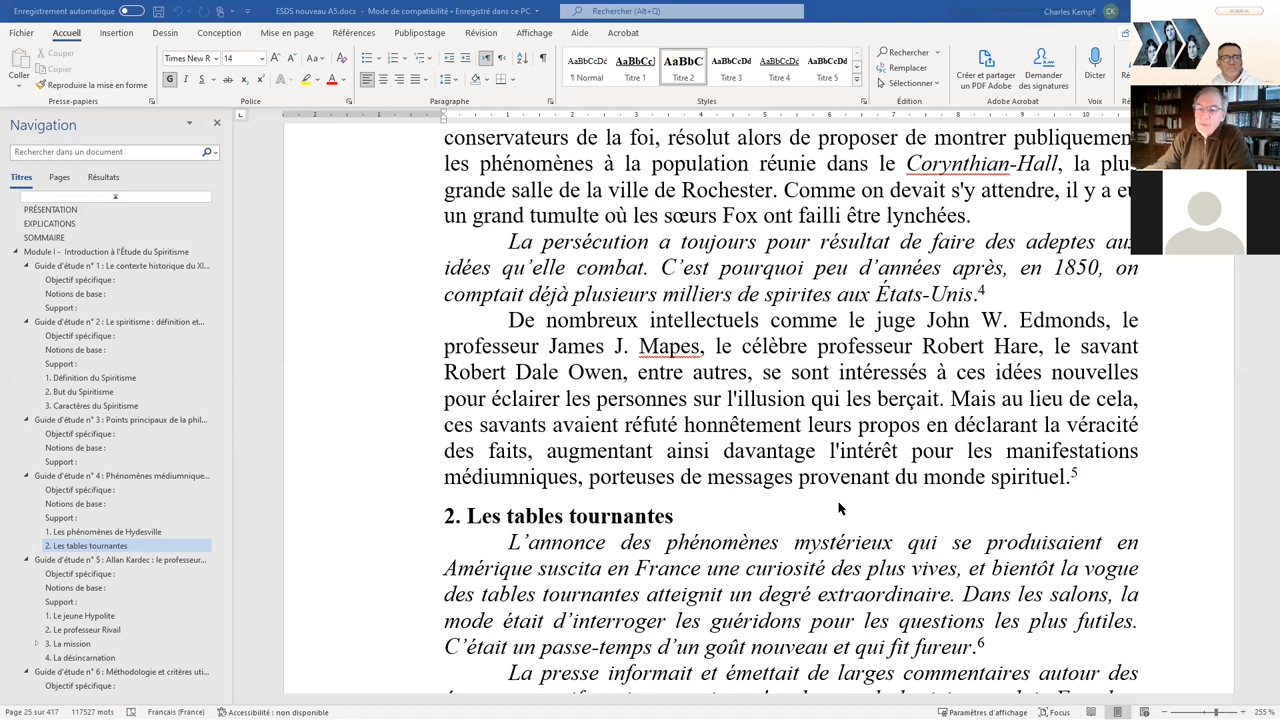 Enregistrement automatique
ESDS nouveau A5.docx - Mode de compatibilité • Enregistré dans ce PC
Rechercher (Alt+Q)
Charles Kempf
CK
Fichier Accueil Insertion Dessin Conception Mise en page Références Publipostage Révision Affichage Aide Acrobat
Coller
Couper
Copier
Reproduire la mise en forme
Presse-papiers
Times New R
14
Police
Paragraphe
AaBbCcDc AaBbCc AaBbC AaBbCcDd AaBbCcDd AaBbCcDd
¶ Normal Titre 1 Titre 2 Titre 3 Titre 4 Titre 5
Styles
Rechercher
Remplacer
Sélectionner
Édition
Créer et partager
un PDF Adobe
Demander
des signatures
Adobe Acrobat
Dicter
Voix
Navigation
Rechercher dans un document
Titres Pages Résultats
PRÉSENTATION
EXPLICATIONS
SOMMAIRE
Module I - Introduction à l'Étude du Spiritisme
Guide d'étude n° 1 : Le contexte historique du XI...
Objectif spécifique :
Notions de base :
Support :
Guide d'étude n° 2 : Le spiritisme : définition et...
Objectif spécifique :
Notions de base :
Support :
1. Définition du Spiritisme
2. But du Spiritisme
3. Caractères du Spiritisme
Guide d'étude n° 3 : Points principaux de la phil...
Objectif spécifique :
Notions de base :
Support :
Guide d'étude n° 4 : Phénomènes médiumnique...
Objectif spécifique :
Notions de base :
Support :
1. Les phénomènes de Hydesville
2. Les tables tournantes
Guide d'étude n° 5 : Allan Kardec : le professeur...
Objectif spécifique :
Notions de base :
Support :
1. Le jeune Hypolite
2. Le professeur Rivail
3. La mission
4. La désincarnation
Guide d'étude n° 6 : Méthodologie et critères uti...
Objectif spécifique :
conservateurs de la foi, résolut alors de proposer de montrer publiquemen
les phénomènes à la population réunie dans le Corynthian-Hall, la plu
grande salle de la ville de Rochester. Comme on devait s'y attendre, il y a eu
un grand tumulte où les sœurs Fox ont failli être lynchées.
La persécution a toujours pour résultat de faire des adeptes aux
idées qu'elle combat. C'est pourquoi peu d'années après, en 1850, on
comptait déjà plusieurs milliers de spirites aux États-Unis.4
De nombreux intellectuels comme le juge John W. Edmonds, le
professeur James J. Mapes, le célèbre professeur Robert Hare, le savant
Robert Dale Owen, entre autres, se sont intéressés à ces idées nouvelles
pour éclairer les personnes sur l'illusion qui les berçait. Mais au lieu de cela,
ces savants avaient réfuté honnêtement leurs propos en déclarant la véracité
des faits, augmentant ainsi davantage l'intérêt pour les manifestations
médiumniques, porteuses de messages provenant du monde spirituel.5
2. Les tables tournantes
L'annonce des phénomènes mystérieux qui se produisaient en
Amérique suscita en France une curiosité des plus vives, et bientôt la vogue
des tables tournantes atteignit un degré extraordinaire. Dans les salons, la
mode était d'interroger les guéridons pour les questions les plus futiles.
C'était un passe-temps d'un goût nouveau et qui fit fureur.6
La presse informait et émettait de larges commentaires autour des
Page 25 sur 417 117527 mots Français (France) Accessibilité : non disponible
Paramètres d'affichage Focus 255 %